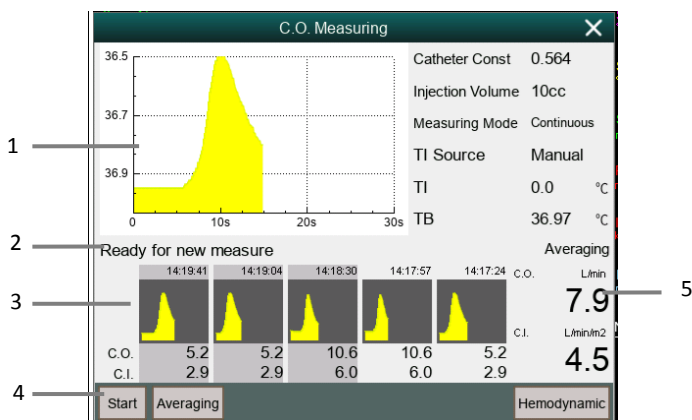 C.O. Measuring
36.5
36.7
36.9
0 10s 20s 30s
Catheter Const 0.564
Injection Volume 10cc
Measuring Mode Continuous
TI Source Manual
TI 0.0 °C
TB 36.97 °C
1
2
Ready for new measure Averaging
3
14:19:41 14:19:04 14:18:30 14:17:57 14:17:24
C.O. L/min
7.9
5
C.I. L/min/m2
4.5
C.O. 5.2 5.2 10.6 10.6 5.2
C.I. 2.9 2.9 6.0 6.0 2.9
4
Start Averaging Hemodynamic